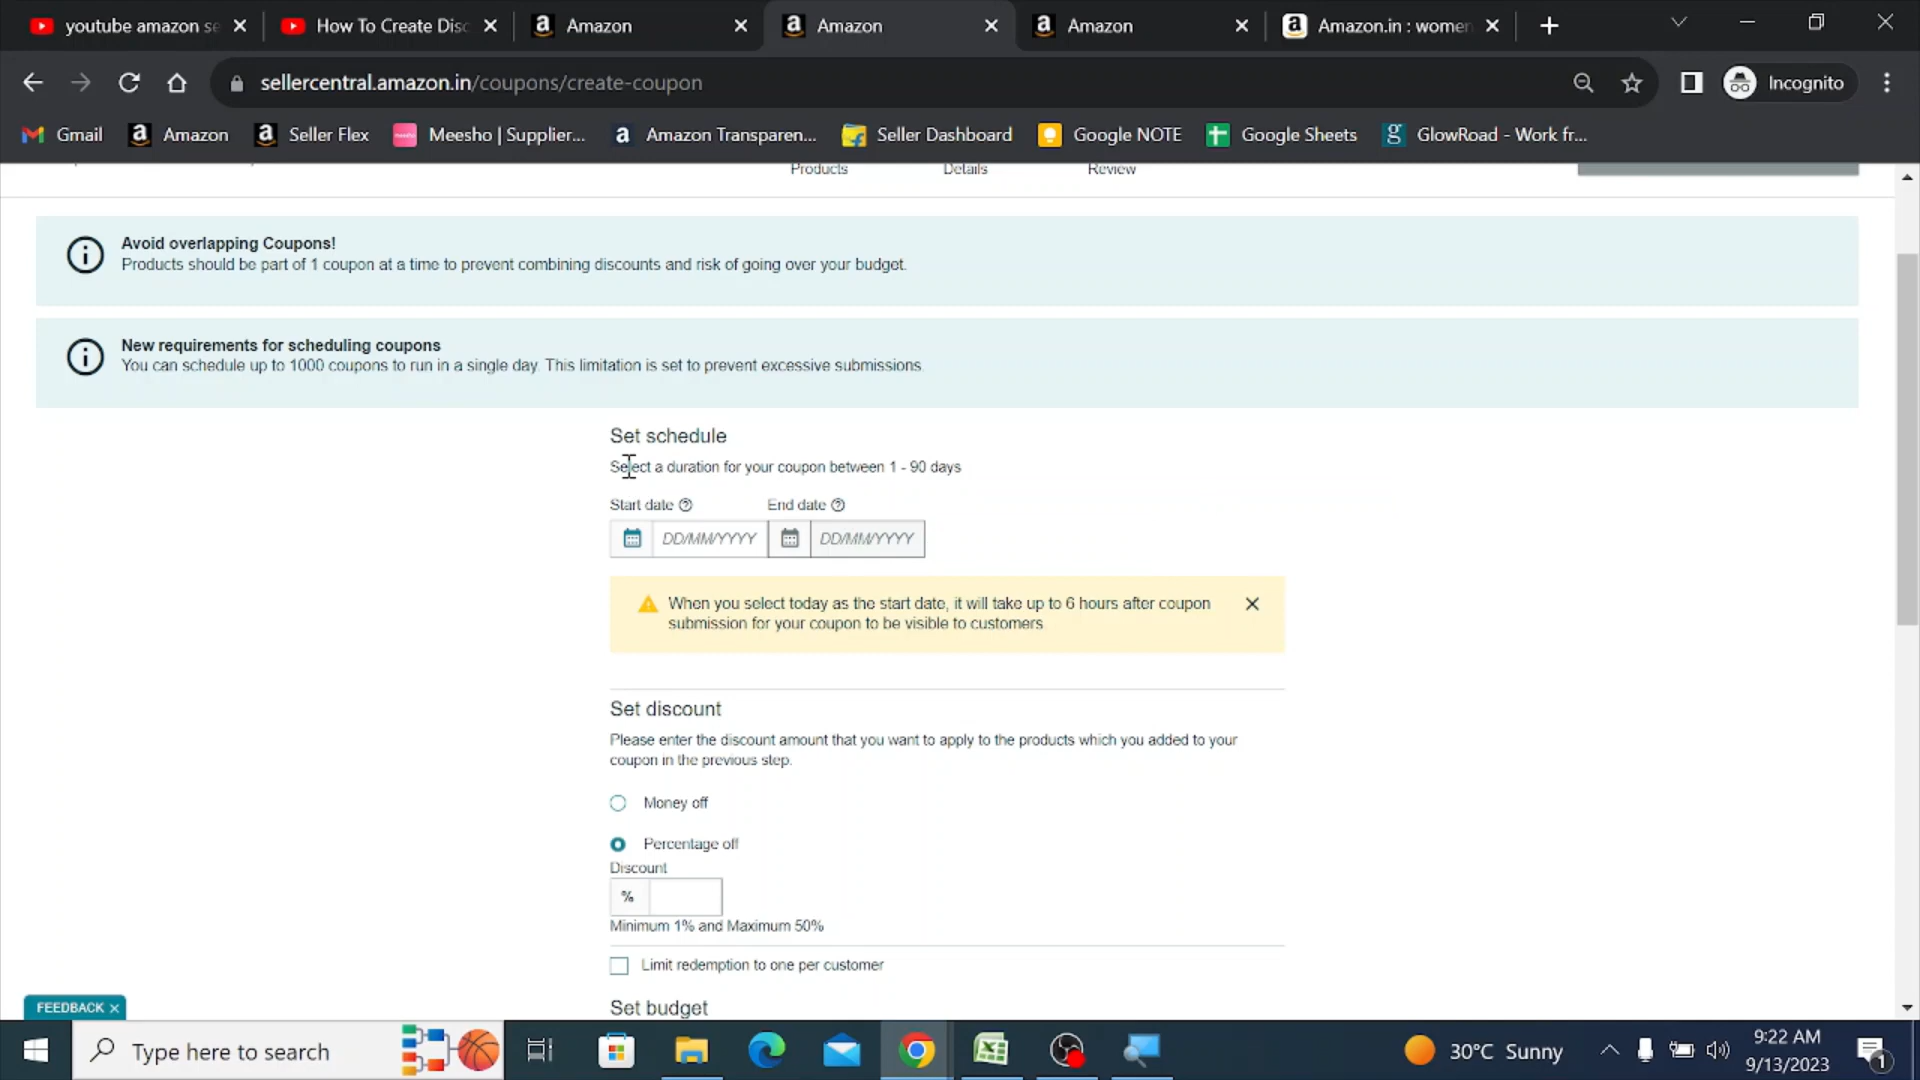 youtube amazon se
How To Create Disc
Amazon
Amazon
Amazon
Amazon.in : women
sellercentral.amazon.in/coupons/create-coupon
Incognito
Gmail
Amazon
Seller Flex
Meesho | Supplier...
Amazon Transparen...
Seller Dashboard
Google NOTE
Google Sheets
GlowRoad - Work fr...
Products
Details
Review
Avoid overlapping Coupons!
Products should be part of 1 coupon at a time to prevent combining discounts and risk of going over your budget.
New requirements for scheduling coupons
You can schedule up to 1000 coupons to run in a single day. This limitation is set to prevent excessive submissions.
Set schedule
Select a duration for your coupon between 1 - 90 days
Start date
End date
DD/MM/YYYY
DD/MM/YYYY
When you select today as the start date, it will take up to 6 hours after coupon
submission for your coupon to be visible to customers
Set discount
Please enter the discount amount that you want to apply to the products which you added to your
coupon in the previous step.
Money off
Percentage off
Discount
%
Minimum 1% and Maximum 50%
Limit redemption to one per customer
Set budget
FEEDBACK
Type here to search
30°C Sunny
9:22 AM
9/13/2023
1